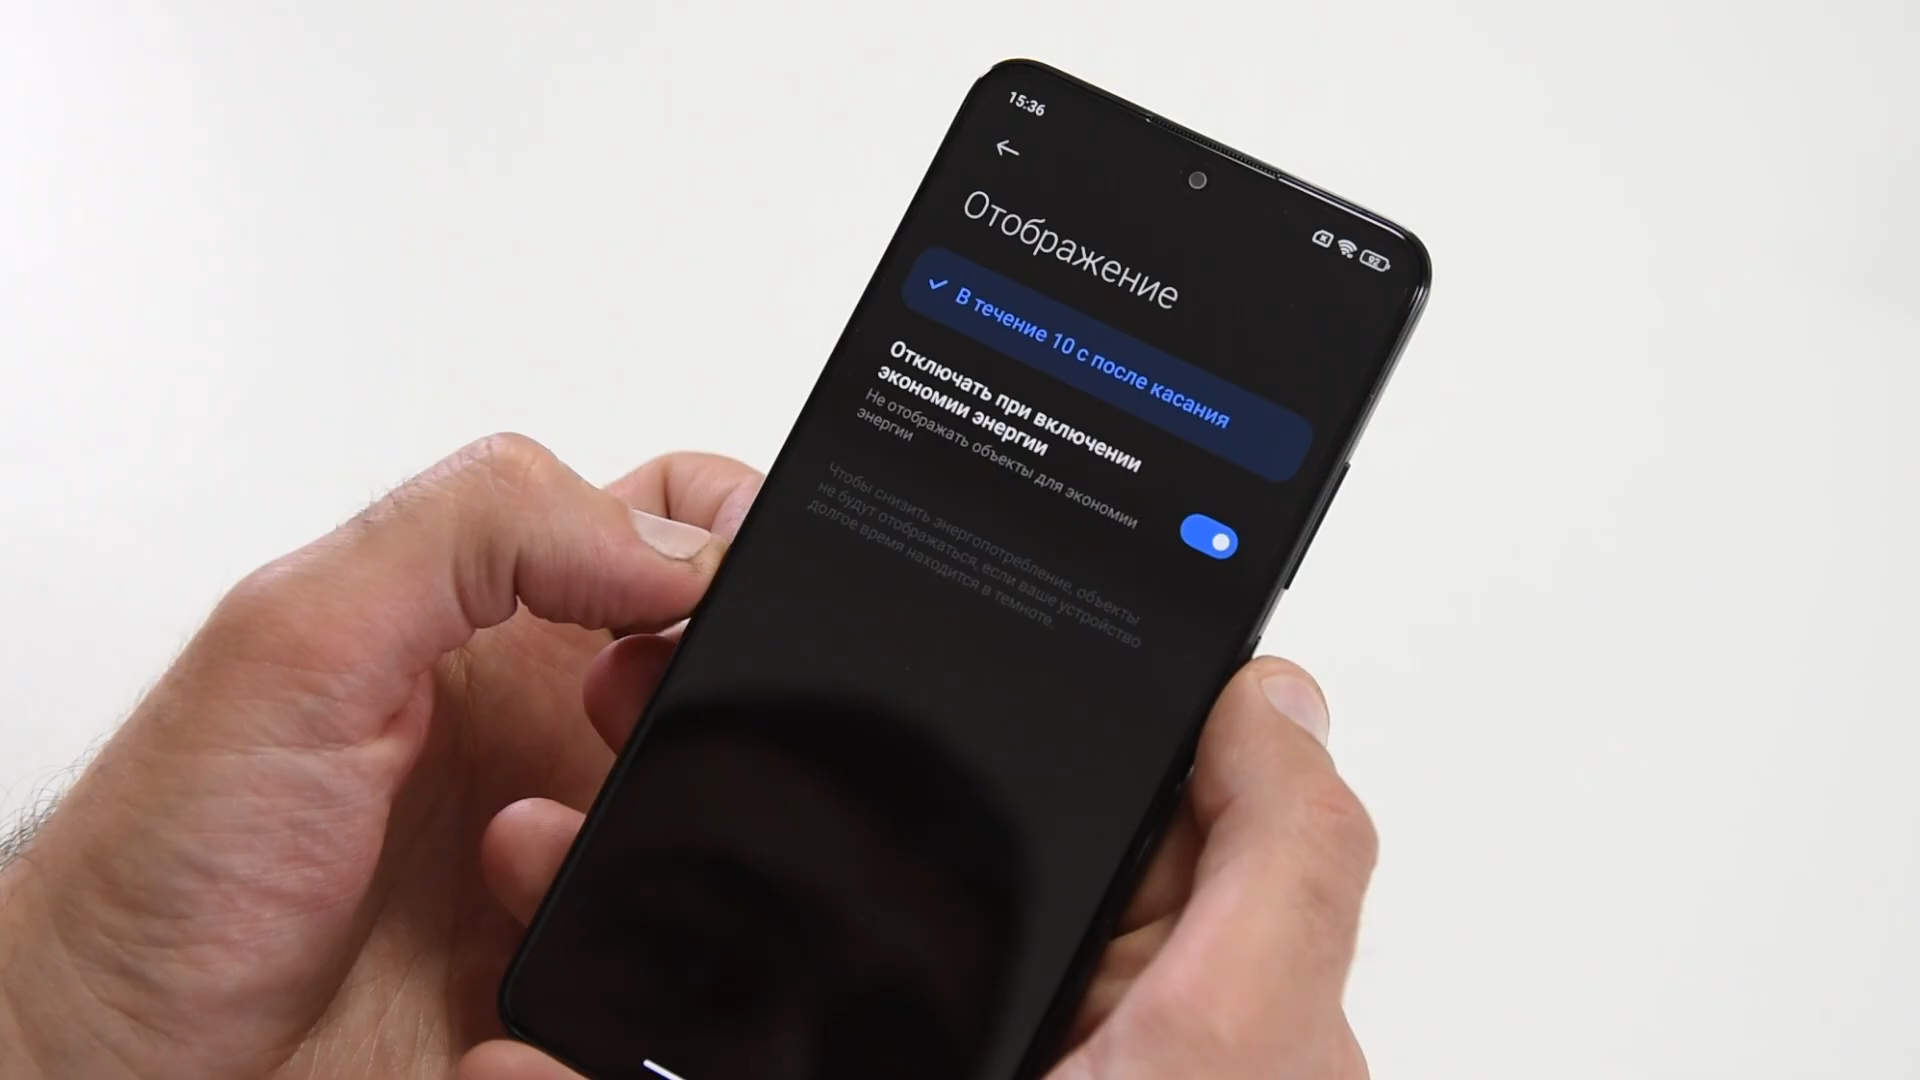 15:36
92
Отображение
В течение 10 с после касания
Отключать при включении
экономии энергии
Не отображать объекты для экономии
энергии
Чтобы снизить энергопотребление, объекты
не будут отображаться, если ваше устройство
долгое время находится в темноте.